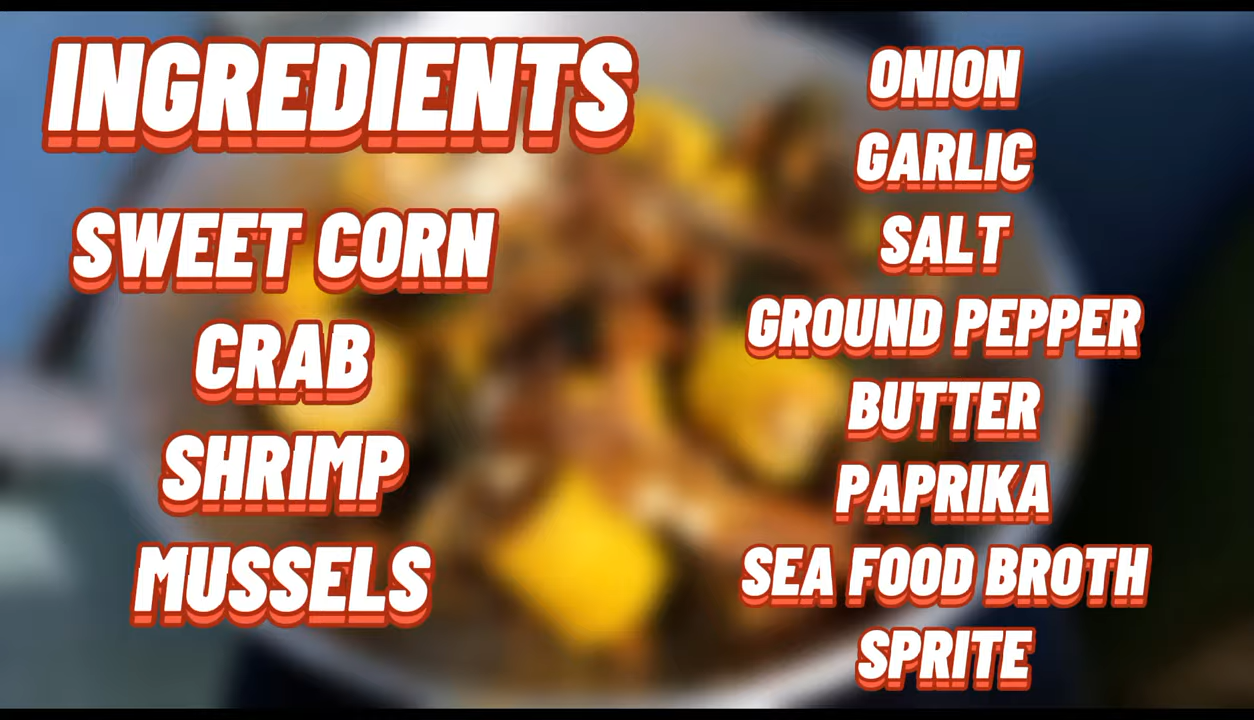 INGREDIENTS
SWEET CORN
CRAB
SHRIMP
MUSSELS
ONION
GARLIC
SALT
GROUND PEPPER
BUTTER
PAPRIKA
SEA FOOD BROTH
SPRITE